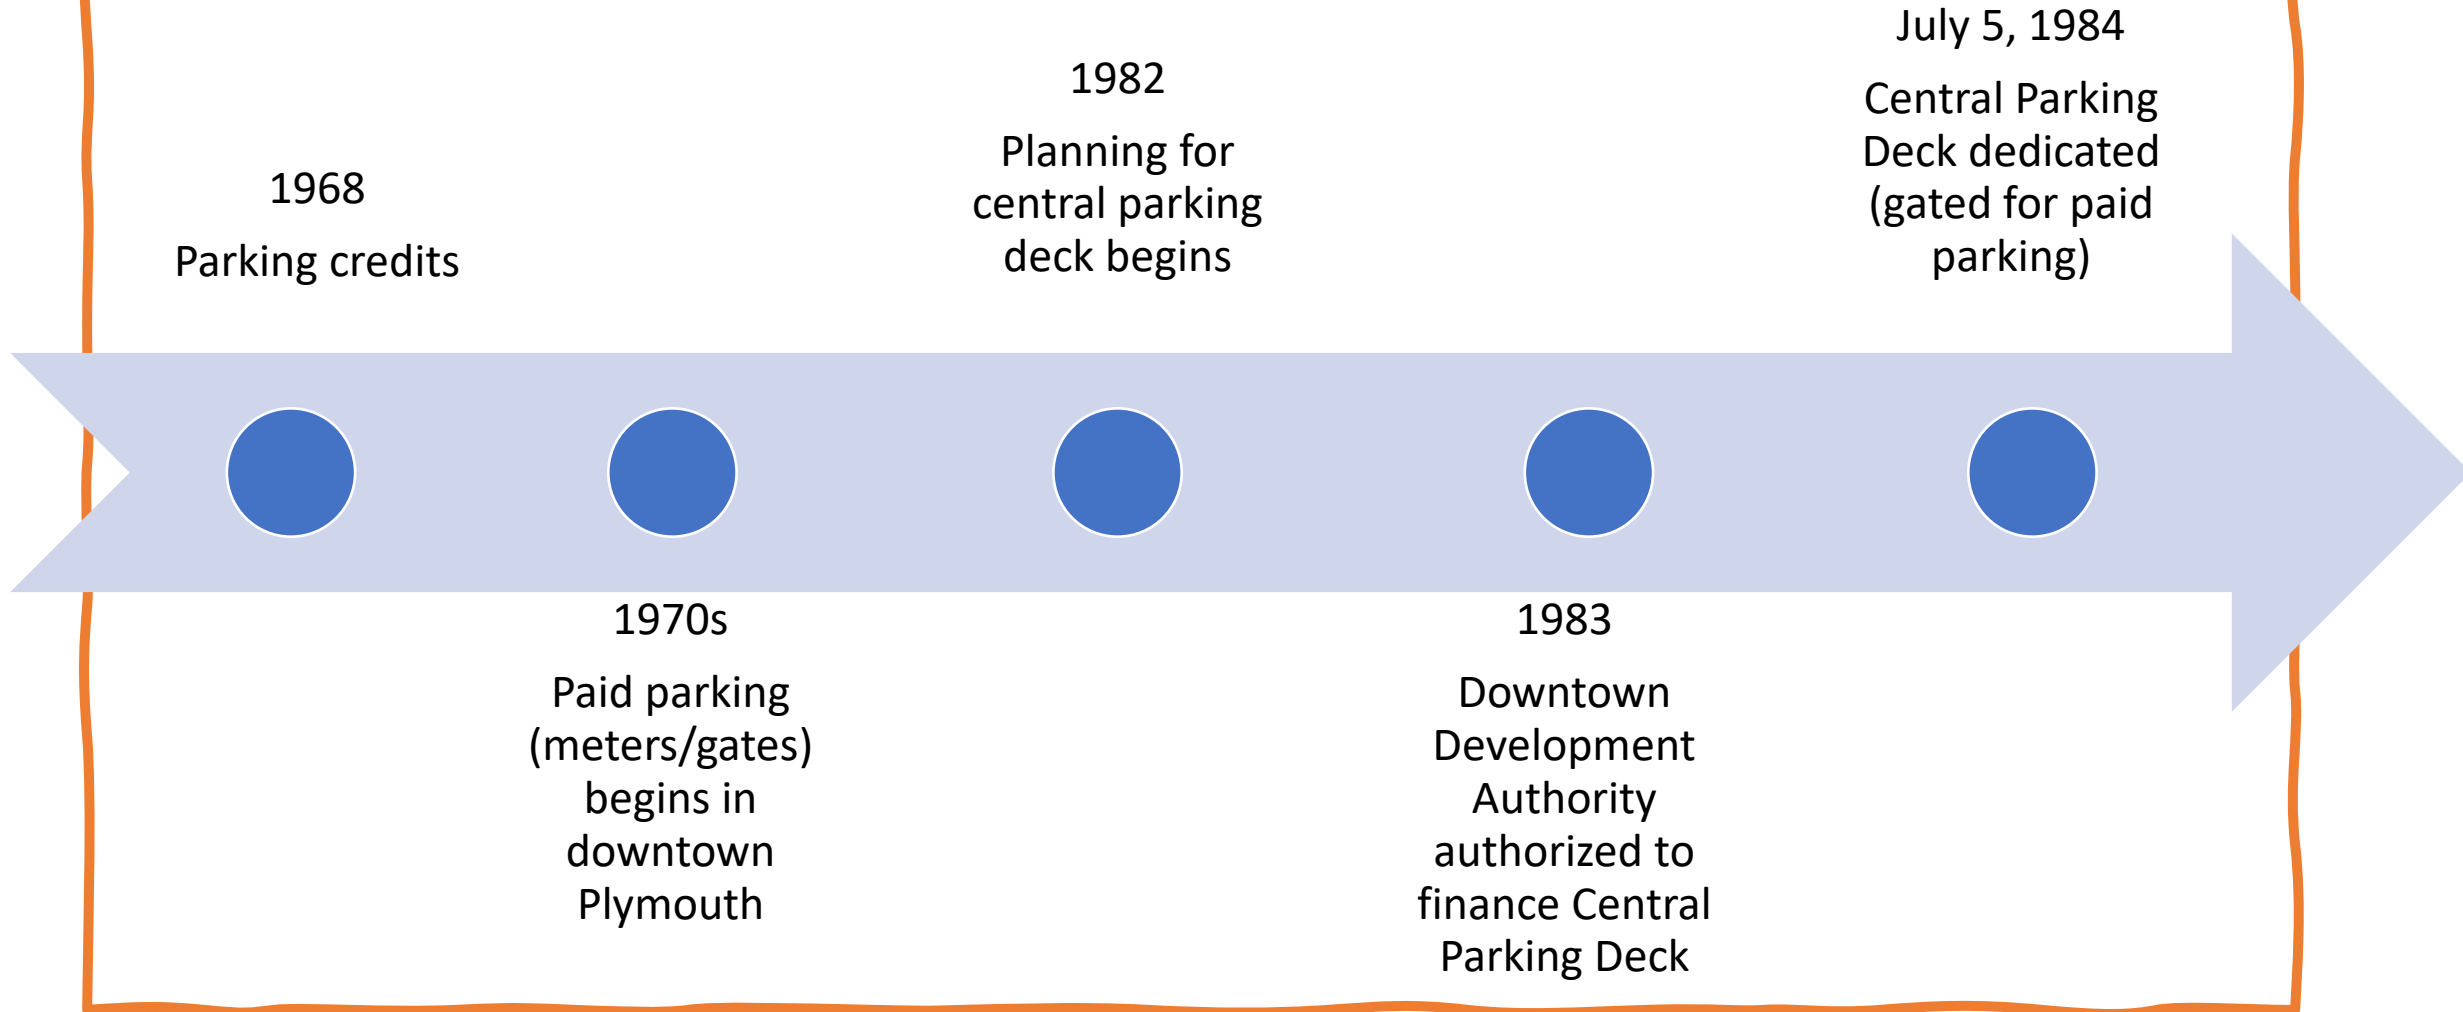 1968
Parking credits
1970s
Paid parking
(meters/gates)
begins in
downtown
Plymouth
1982
Planning for
central parking
deck begins
1983
Downtown
Development
Authority
authorized to
finance Central
Parking Deck
July 5, 1984
Central Parking
Deck dedicated
(gated for paid
parking)